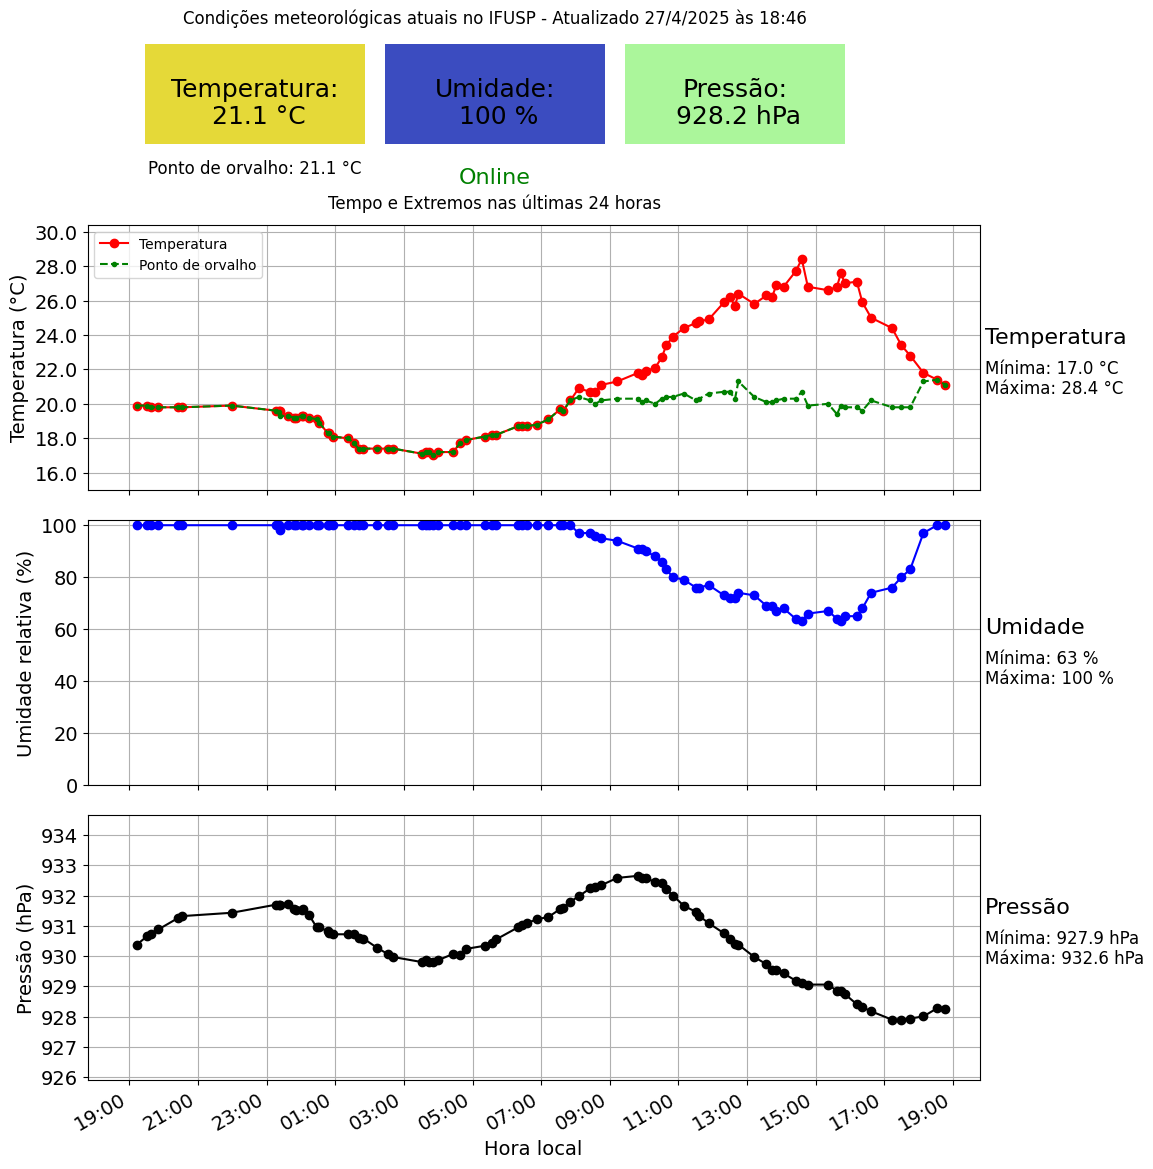 Condições meteorológicas atuais no IFUSP - Atualizado 27/4/2025 às 18:46
Temperatura:
21.1 °C
Umidade:
100 %
Pressão:
928.2 hPa
Ponto de orvalho: 21.1 °C
Online
Tempo e Extremos nas últimas 24 horas
Temperatura (°C)
30.0
28.0
26.0
24.0
22.0
20.0
18.0
16.0
Temperatura
Ponto de orvalho
Temperatura
Mínima: 17.0 °C
Máxima: 28.4 °C
Umidade relativa (%)
100
80
60
40
20
0
Umidade
Mínima: 63 %
Máxima: 100 %
Pressão (hPa)
934
933
932
931
930
929
928
927
926
Pressão
Mínima: 927.9 hPa
Máxima: 932.6 hPa
19:00
21:00
23:00
01:00
03:00
05:00
07:00
09:00
11:00
13:00
15:00
17:00
19:00
Hora local